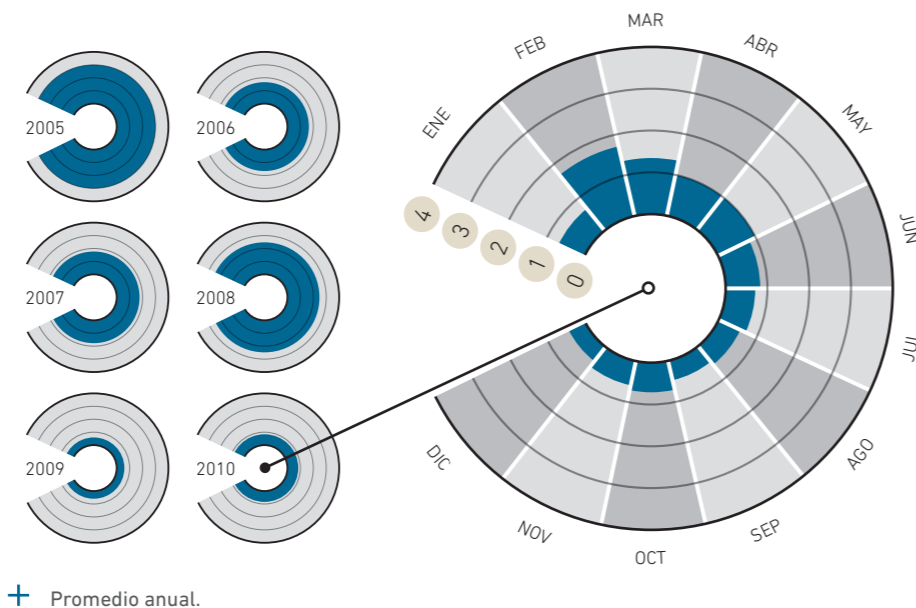 2005
2006
2007
2008
2009
2010
ENE
FEB
MAR
ABR
MAY
JUN
JUL
AGO
SEP
OCT
NOV
DIC
4
3
2
1
0
+ Promedio anual.